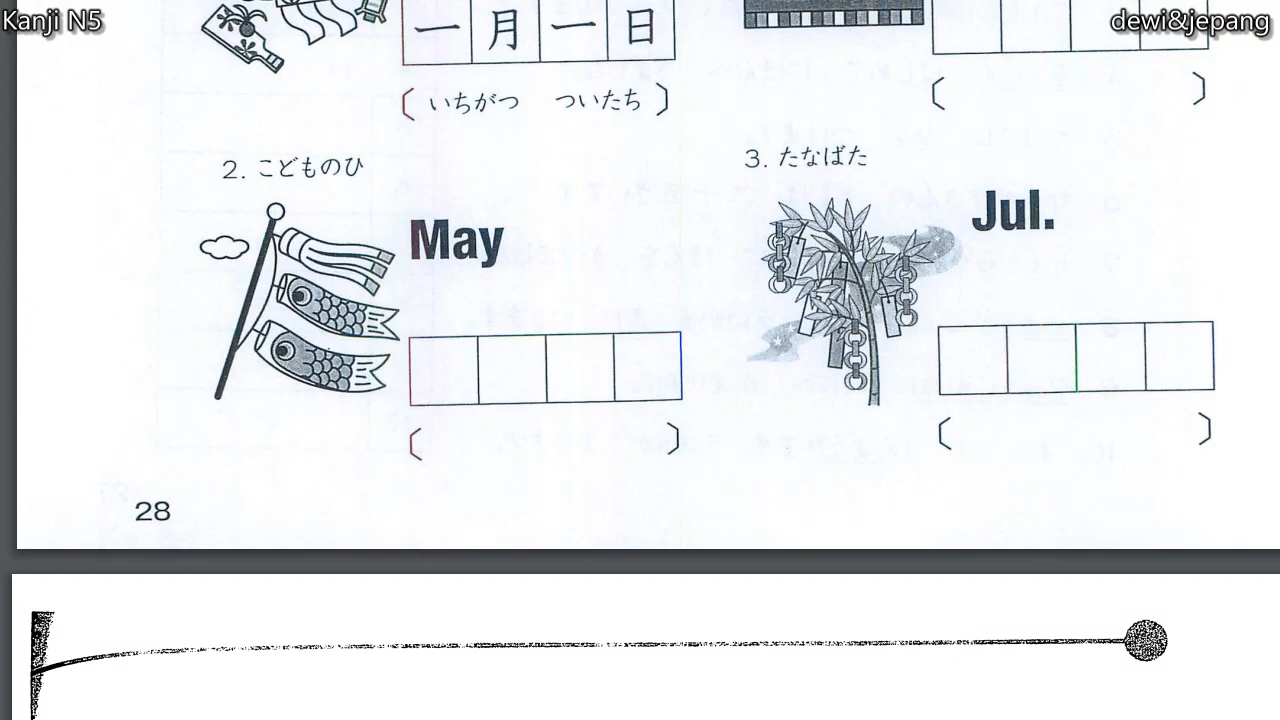 Kanji N5
dewi&jepang
一月一日
〔いちがつ ついたち〕
〔 〕
2. こどものひ
3. たなばた
May
Jul.
〔 〕
〔 〕
28